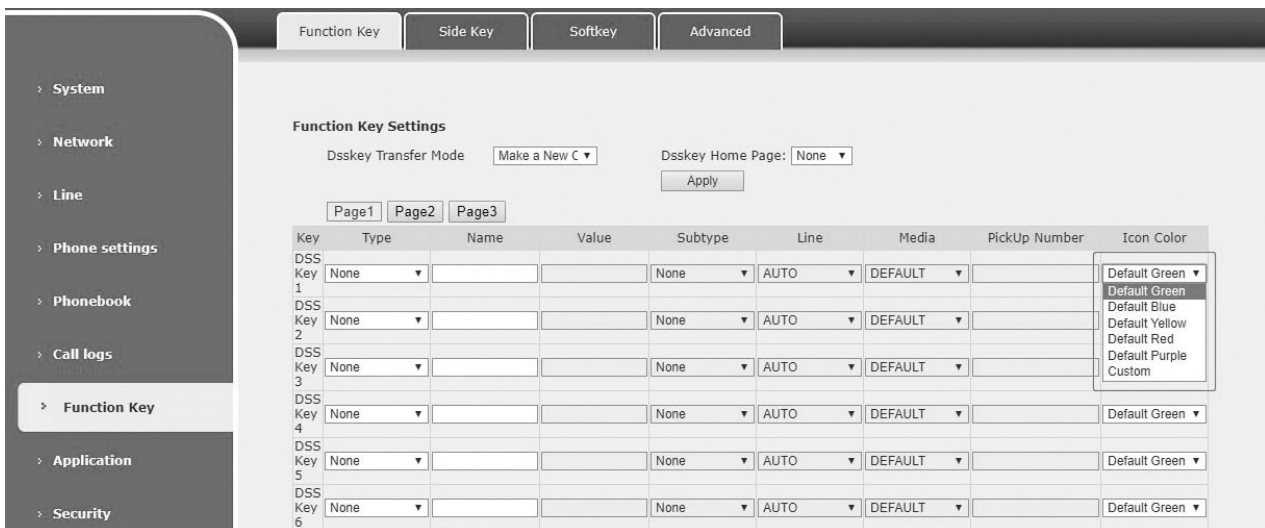 Function Key Side Key Softkey Advanced
System
Network
Line
Phone settings
Phonebook
Call logs
Function Key
Application
Security
Function Key Settings
Dsskey Transfer Mode Make a New C Dsskey Home Page: None
Apply
Page1 Page2 Page3
Key Type Name Value Subtype Line Media PickUp Number Icon Color
DSS Key 1 None None AUTO DEFAULT Default Green
Default Green
Default Blue
Default Yellow
Default Red
Default Purple
Custom
DSS Key 2 None None AUTO DEFAULT
DSS Key 3 None None AUTO DEFAULT
DSS Key 4 None None AUTO DEFAULT Default Green
DSS Key 5 None None AUTO DEFAULT Default Green
DSS Key 6 None None AUTO DEFAULT Default Green